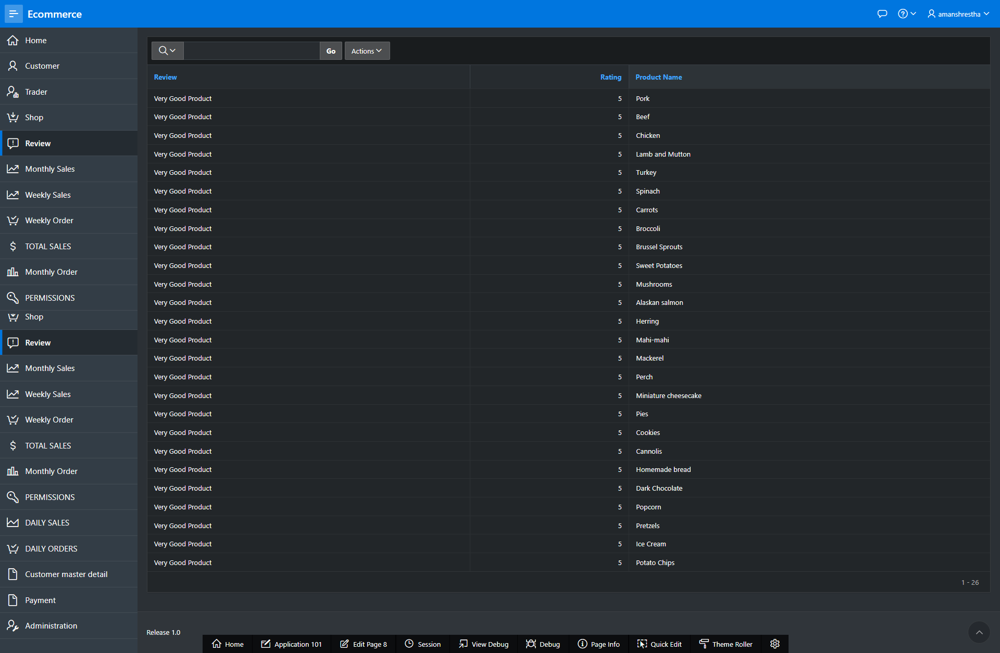 Ecommerce
amanshrestha
Home
Customer
Trader
Shop
Review
Monthly Sales
Weekly Sales
Weekly Order
TOTAL SALES
Monthly Order
PERMISSIONS
Shop
Review
Monthly Sales
Weekly Sales
Weekly Order
TOTAL SALES
Monthly Order
PERMISSIONS
DAILY SALES
DAILY ORDERS
Customer master detail
Payment
Administration
Go Actions
Review Rating Product Name
Very Good Product 5 Pork
Very Good Product 5 Beef
Very Good Product 5 Chicken
Very Good Product 5 Lamb and Mutton
Very Good Product 5 Turkey
Very Good Product 5 Spinach
Very Good Product 5 Carrots
Very Good Product 5 Broccoli
Very Good Product 5 Brussel Sprouts
Very Good Product 5 Sweet Potatoes
Very Good Product 5 Mushrooms
Very Good Product 5 Alaskan salmon
Very Good Product 5 Herring
Very Good Product 5 Mahi-mahi
Very Good Product 5 Mackerel
Very Good Product 5 Perch
Very Good Product 5 Miniature cheesecake
Very Good Product 5 Pies
Very Good Product 5 Cookies
Very Good Product 5 Cannolis
Very Good Product 5 Homemade bread
Very Good Product 5 Dark Chocolate
Very Good Product 5 Popcorn
Very Good Product 5 Pretzels
Very Good Product 5 Ice Cream
Very Good Product 5 Potato Chips
1 - 26
Release 1.0
Home Application 101 Edit Page 8 Session View Debug Debug Page Info Quick Edit Theme Roller